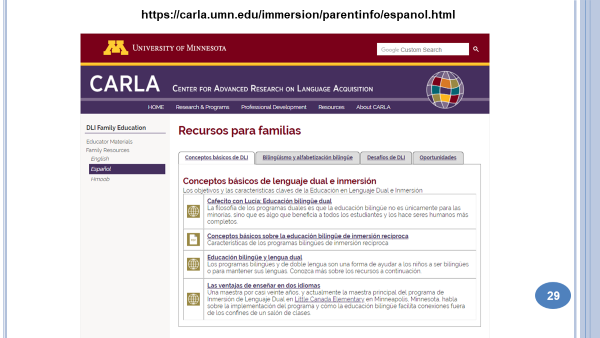 https://carla.umn.edu/immersion/parentinfo/espanol.html
M UNIVERSITY OF MINNESOTA
Google Custom Search
CARLA CENTER FOR ADVANCED RESEARCH ON LANGUAGE ACQUISITION
HOME Research & Programs Professional Development Resources About CARLA
DLI Family Education
Educator Materials
Family Resources
English
Español
Hmoob
Recursos para familias
Conceptos básicos de DLI Bilingüismo y alfabetización bilingüe Desafíos de DLI Oportunidades
Conceptos básicos de lenguaje dual e inmersión
Los objetivos y las características claves de la Educación en Lenguaje Dual e Inmersión
Cafecito con Lucía: Educación bilingüe dual
La filosofía de los programas duales es que la educación bilingüe no es únicamente para las
minorías, sino que es algo que beneficia a todos los estudiantes y los hace seres humanos más
completos.
Conceptos básicos sobre la educación bilingüe de inmersión recíproca
Características de los programas bilingües de inmersión recíproca
Educación bilingüe y lengua dual
Los programas bilingües y de doble lengua son una forma de ayudar a los niños a ser bilingües
o para mantener sus lenguas. Conozca más sobre los recursos a continuación.
Las ventajas de enseñar en dos idiomas
Una maestra por casi veinte años, y actualmente la maestra principal del programa de
Inmersión de Lenguaje Dual en Little Canada Elementary en Minneapolis, Minnesota, habla
sobre la implementación del programa y como la educación bilingüe facilita conexiones fuera
de los confines de un salón de clases.
29